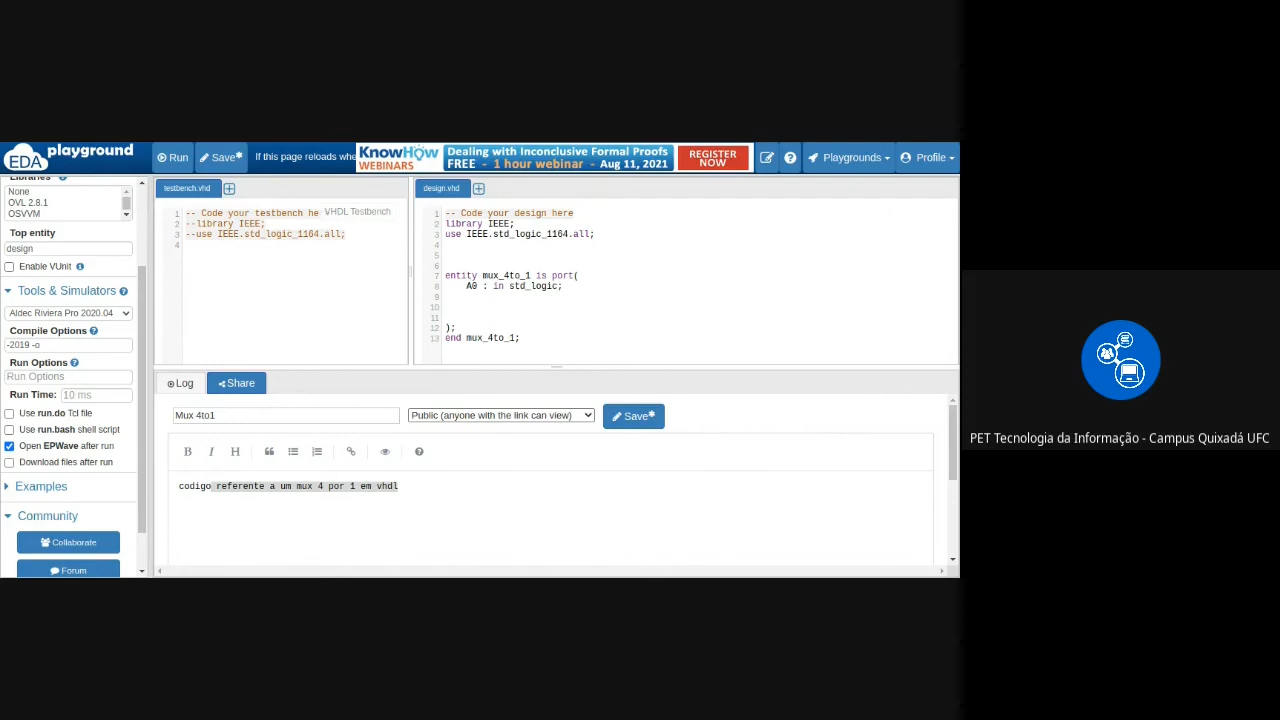 EDA playground
Run
Save*
If this page reloads whe
KnowHow
WEBINARS
Dealing with Inconclusive Formal Proofs
FREE - 1 hour webinar - Aug 11, 2021
REGISTER
NOW
Playgrounds
Profile
Libraries
None
OVL 2.8.1
OSVVM
Top entity
design
Enable VUnit
Tools & Simulators
Aldec Riviera Pro 2020.04
Compile Options
-2019 -o
Run Options
Run Options
Run Time: 10 ms
Use run.do Tcl file
Use run.bash shell script
Open EPWave after run
Download files after run
Examples
Community
Collaborate
Forum
testbench.vhd
1 -- Code your testbench he
VHDL Testbench
2 --library IEEE;
3 --use IEEE.std_logic_1164.all;
4
design.vhd
1 -- Code your design here
2 library IEEE;
3 use IEEE.std_logic_1164.all;
4
5
6
7 entity mux_4to_1 is port(
8 A0 : in std_logic;
9
10
11
12 );
13 end mux_4to_1;
Log
Share
Mux 4to1
Public (anyone with the link can view)
Save*
B I H
codigo referente a um mux 4 por 1 em vhdl
PET Tecnologia da Informação - Campus Quixadá UFC